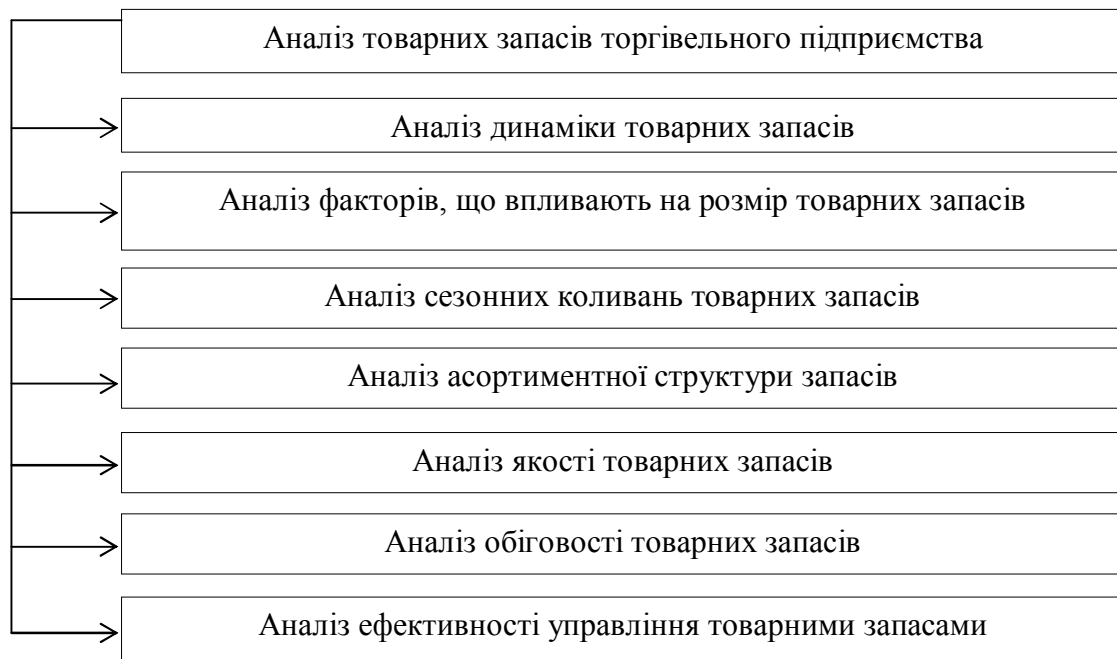 Аналіз товарних запасів торгівельного підприємства
Аналіз динаміки товарних запасів
Аналіз факторів, що впливають на розмір товарних запасів
Аналіз сезонних коливань товарних запасів
Аналіз асортиментної структури запасів
Аналіз якості товарних запасів
Аналіз обіговості товарних запасів
Аналіз ефективності управління товарними запасами